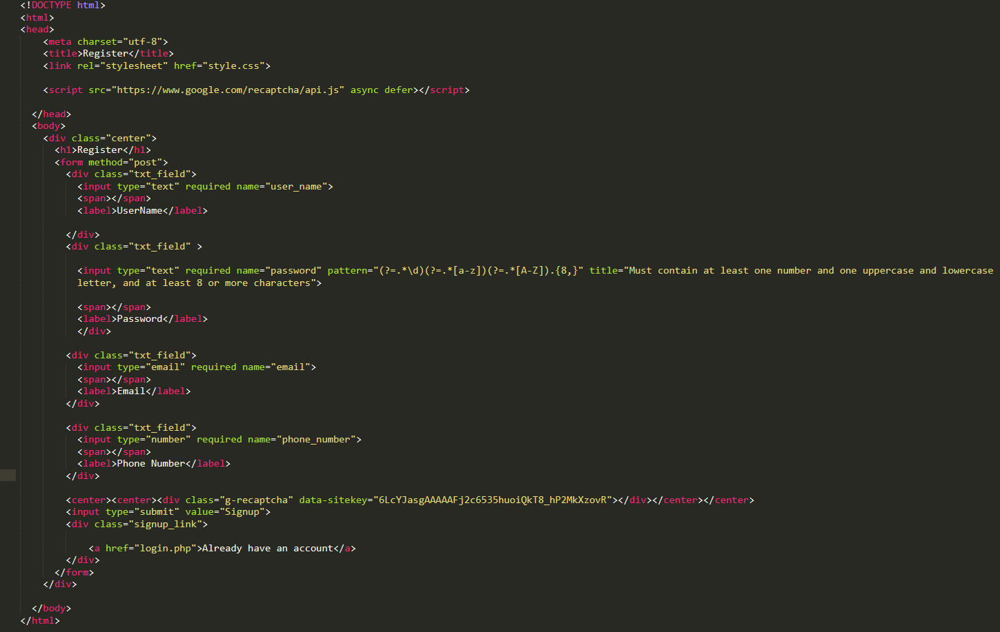 <!DOCTYPE html>
<html>
<head>
    <meta charset="utf-8">
    <title>Register</title>
    <link rel="stylesheet" href="style.css">
    <script src="https://www.google.com/recaptcha/api.js" async defer></script>
  </head>
  <body>
    <div class="center">
      <h1>Register</h1>
      <form method="post">
        <div class="txt_field">
          <input type="text" required name="user_name">
          <span></span>
          <label>UserName</label>
        </div>
        <div class="txt_field" >
          <input type="text" required name="password" pattern="(?=.*\d)(?=.*[a-z])(?=.*[A-Z]).{8,}" title="Must contain at least one number and one uppercase and lowercase
          letter, and at least 8 or more characters">
          <span></span>
          <label>Password</label>
          </div>
        <div class="txt_field">
          <input type="email" required name="email">
          <span></span>
          <label>Email</label>
        </div>
        <div class="txt_field">
          <input type="number" required name="phone_number">
          <span></span>
          <label>Phone Number</label>
        </div>
        <center><center><div class="g-recaptcha" data-sitekey="6LcYJasgAAAAAFj2c6535huoiQkT8_hP2MkXzovR"></div></center></center>
        <input type="submit" value="Signup">
        <div class="signup_link">
            <a href="login.php">Already have an account</a>
        </div>
      </form>
    </div>
  </body>
</html>